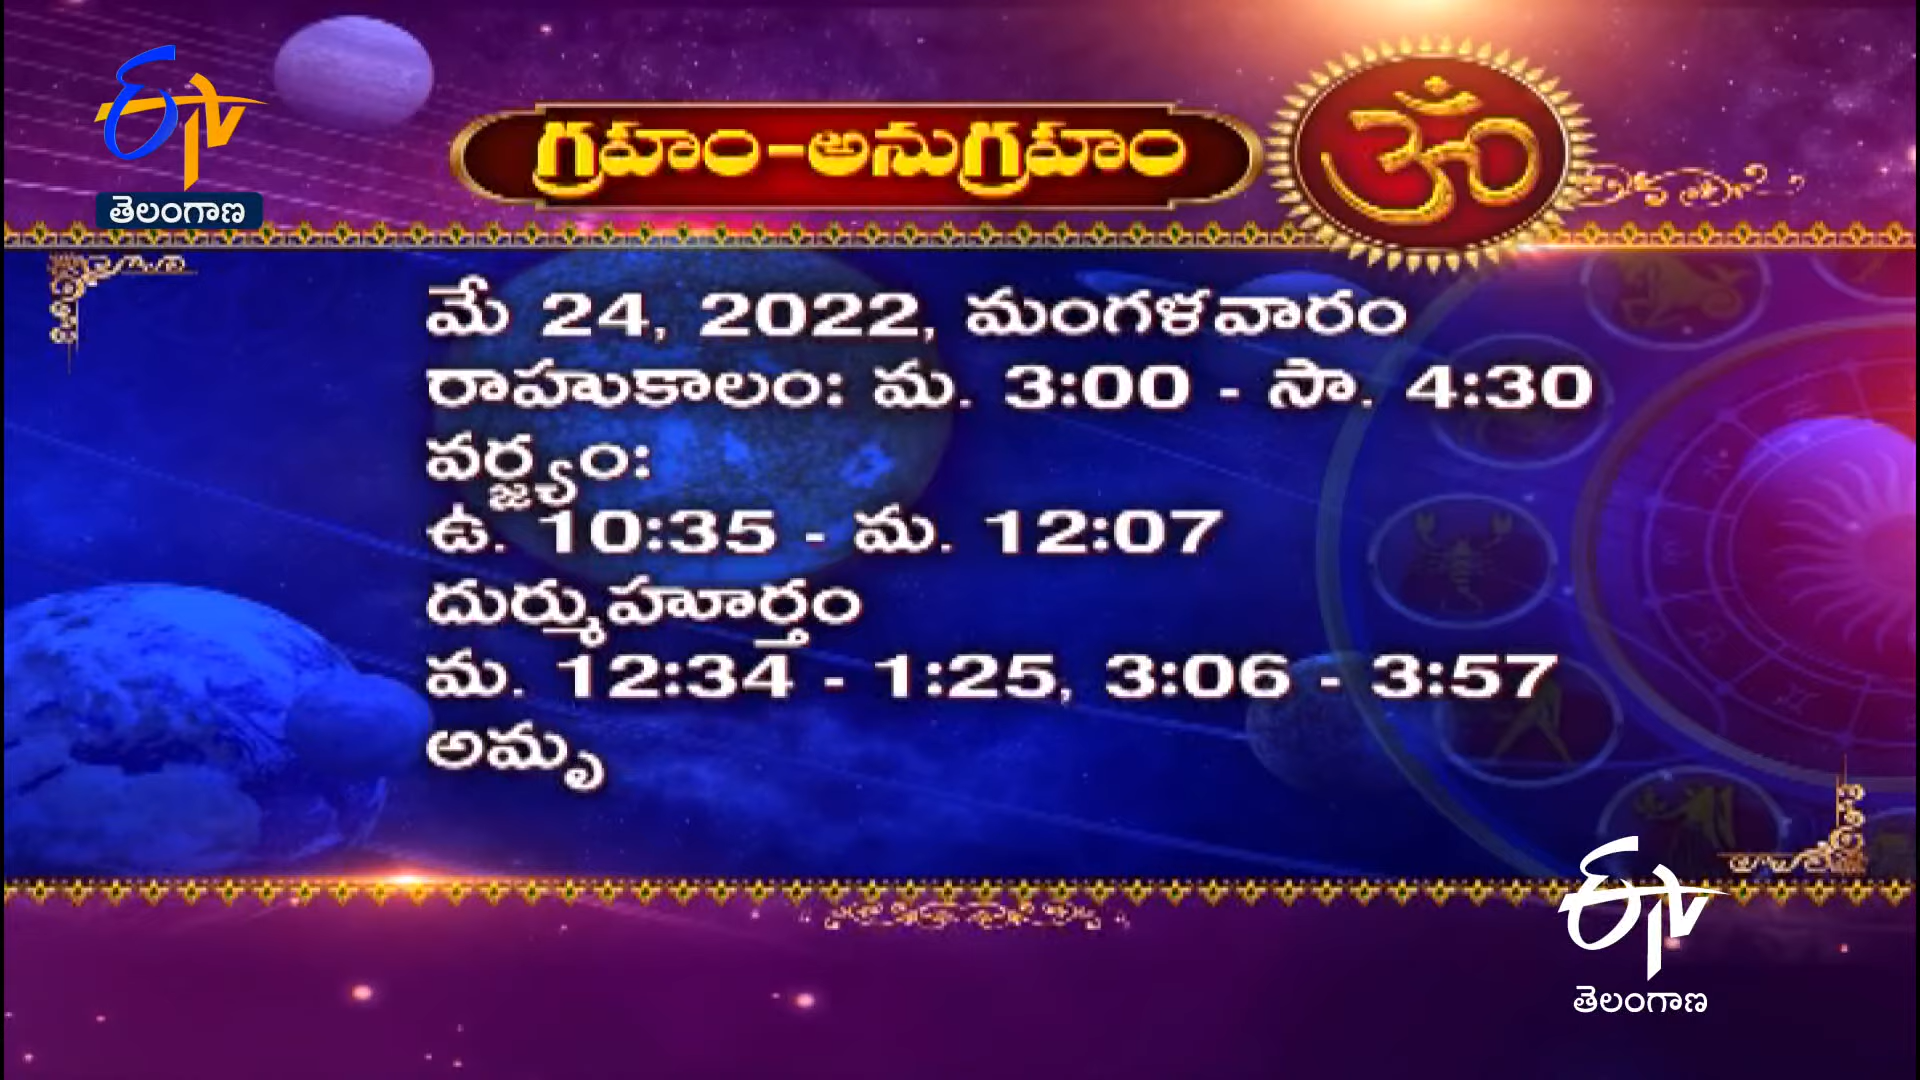 ETV
తెలంగాణ
గ్రహం-అనుగ్రహం
మే 24, 2022, మంగళవారం
రాహుకాలం: మ. 3:00 - సా. 4:30
వర్జ్యం:
ఉ. 10:35 - మ. 12:07
దుర్ముహూర్తం
మ. 12:34 - 1:25, 3:06 - 3:57
అమృ
ETV
తెలంగాణ